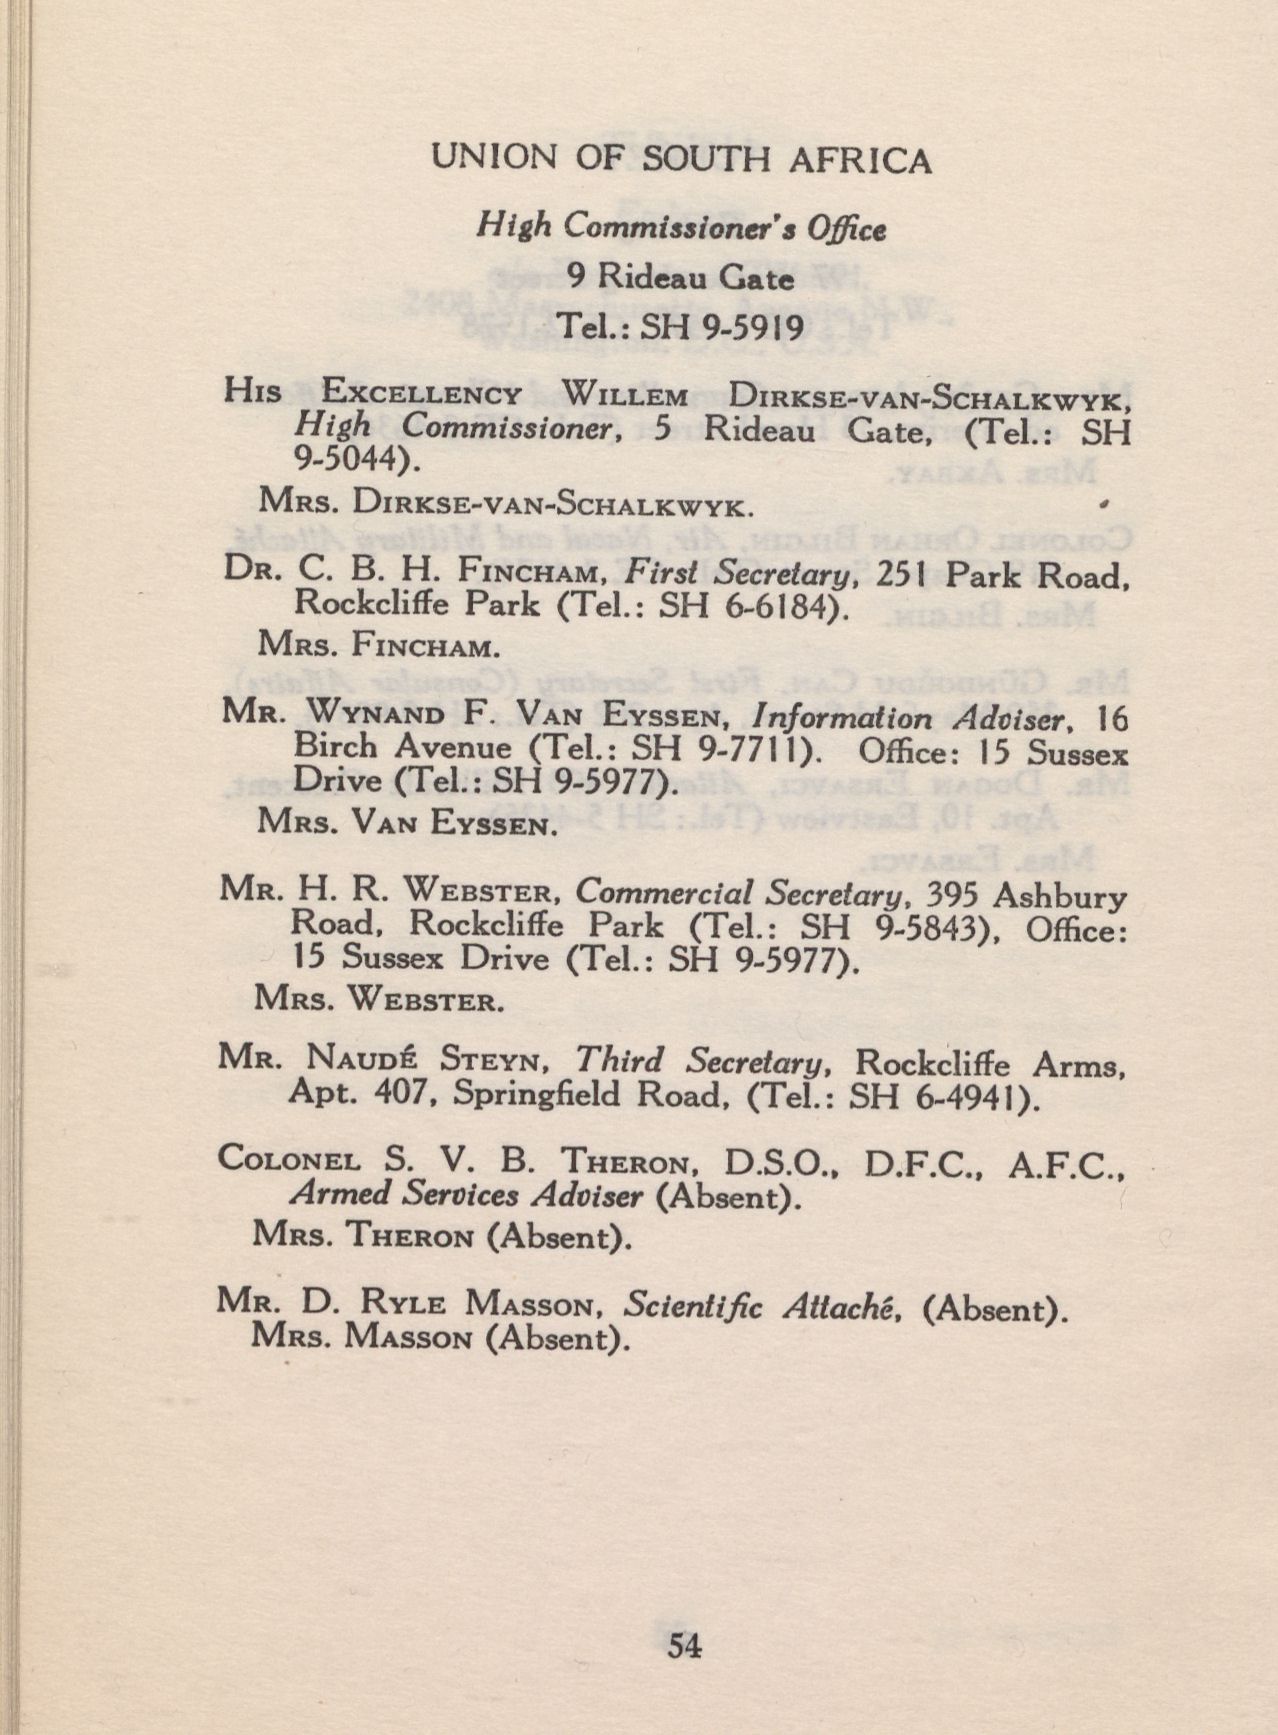 UNION OF SOUTH AFRICA
High Commissioner's Office
9 Rideau Gate
Tel.: SH 9-5919
His Excellency Willem Dirkse-van-Schalkwyk,
High Commissioner, 5 Rideau Gate, (Tel.: SH
9-5044).
Mrs. Dirkse-van-Schalkwyk.
Dr. C. B. H. Fincham, First Secretary, 251 Park Road,
Rockcliffe Park (Tel.: SH 6-6184).
Mrs. Fincham.
Mr. Wynand F. Van Eyssen, Information Adviser, 16
Birch Avenue (Tel.: SH 9-7711). Office: 15 Sussex
Drive (Tel.: SH 9-5977).
Mrs. Van Eyssen.
Mr. H. R. Webster, Commercial Secretary, 395 Ashbury
Road, Rockcliffe Park (Tel.: SH 9-5843), Office:
15 Sussex Drive (Tel.: SH 9-5977).
Mrs. Webster.
Mr. Naudé Steyn, Third Secretary, Rockcliffe Arms,
Apt. 407, Springfield Road, (Tel.: SH 6-4941).
Colonel S. V. B. Theron, D.S.O., D.F.C., A.F.C.,
Armed Services Adviser (Absent).
Mrs. Theron (Absent).
Mr. D. Ryle Masson, Scientific Attaché, (Absent).
Mrs. Masson (Absent).
54